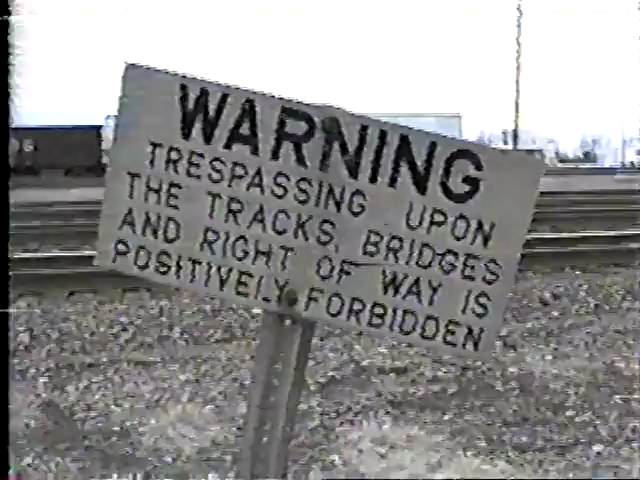 WARNING
TRESPASSING UPON
THE TRACKS, BRIDGES
AND RIGHT OF WAY IS
POSITIVELY FORBIDDEN